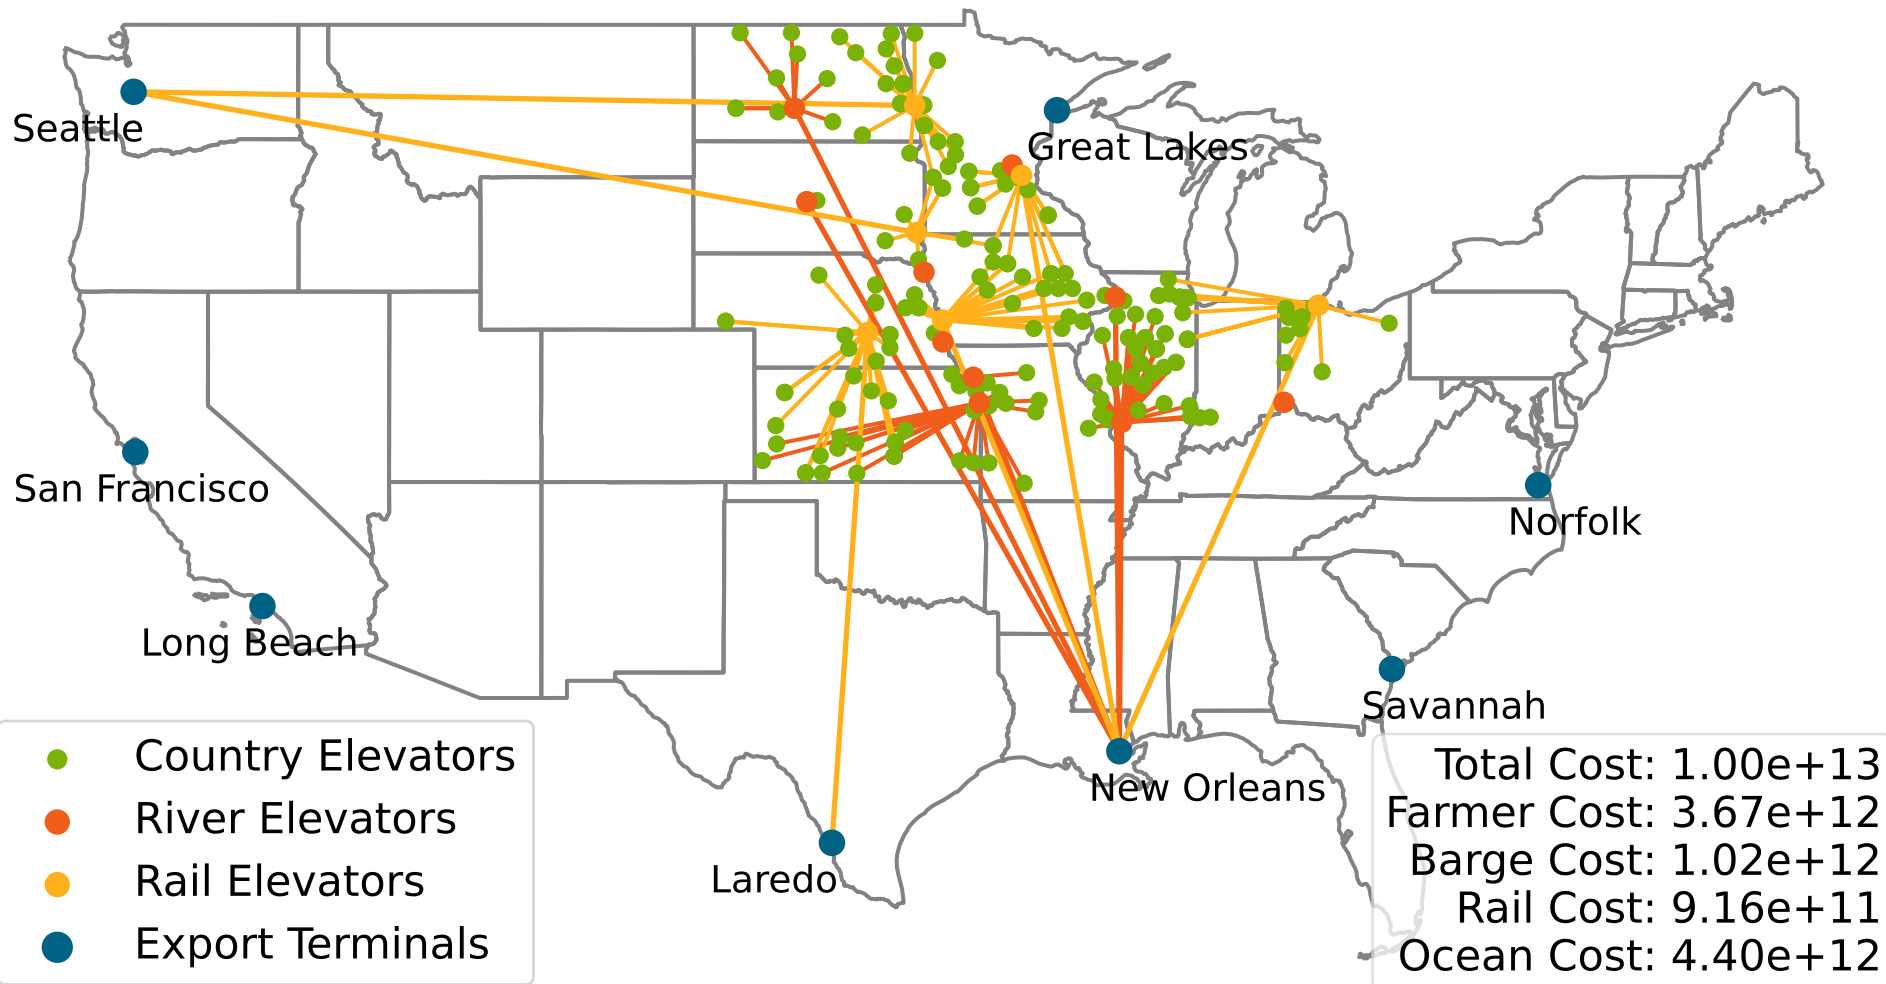 Seattle
Great Lakes
San Francisco
Norfolk
Long Beach
Savannah
New Orleans
Laredo
Country Elevators
River Elevators
Rail Elevators
Export Terminals
Total Cost: 1.00e+13
Farmer Cost: 3.67e+12
Barge Cost: 1.02e+12
Rail Cost: 9.16e+11
Ocean Cost: 4.40e+12